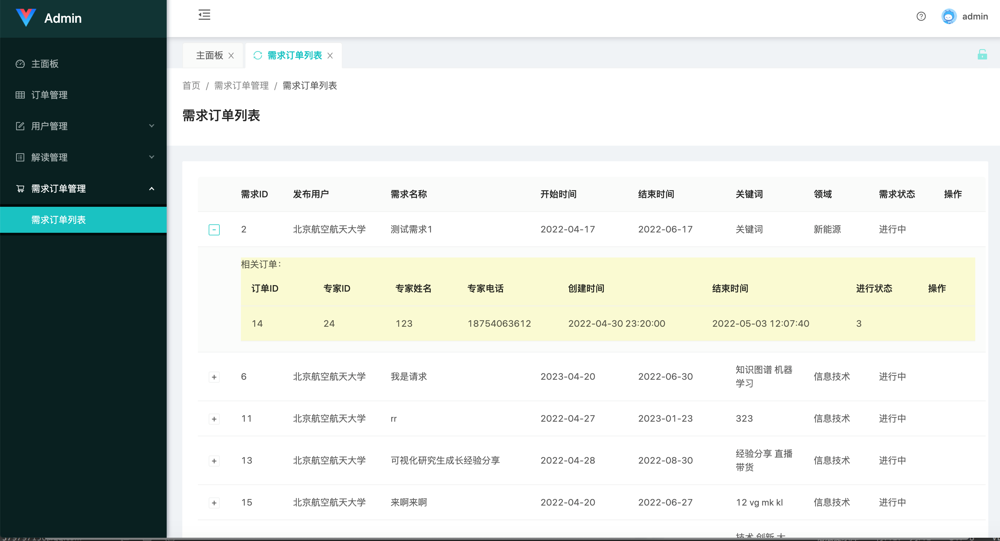 Admin
admin
主面板
订单管理
用户管理
解读管理
需求订单管理
需求订单列表
主面板
需求订单列表
首页 / 需求订单管理 / 需求订单列表
需求订单列表
需求ID 发布用户 需求名称 开始时间 结束时间 关键词 领域 需求状态 操作
2 北京航空航天大学 测试需求1 2022-04-17 2022-06-17 关键词 新能源 进行中
相关订单：
订单ID 专家ID 专家姓名 专家电话 创建时间 结束时间 进行状态 操作
14 24 123 18754063612 2022-04-30 23:20:00 2022-05-03 12:07:40 3
6 北京航空航天大学 我是请求 2023-04-20 2022-06-30 知识图谱 机器 信息技术 进行中
学习
11 北京航空航天大学 rr 2022-04-27 2023-01-23 323 信息技术 进行中
13 北京航空航天大学 可视化研究生成长经验分享 2022-04-28 2022-08-30 经验分享 直播 信息技术 进行中
带货
15 北京航空航天大学 来啊来啊 2022-04-20 2022-06-27 12 vg mk kl 信息技术 进行中
技术 创新 大